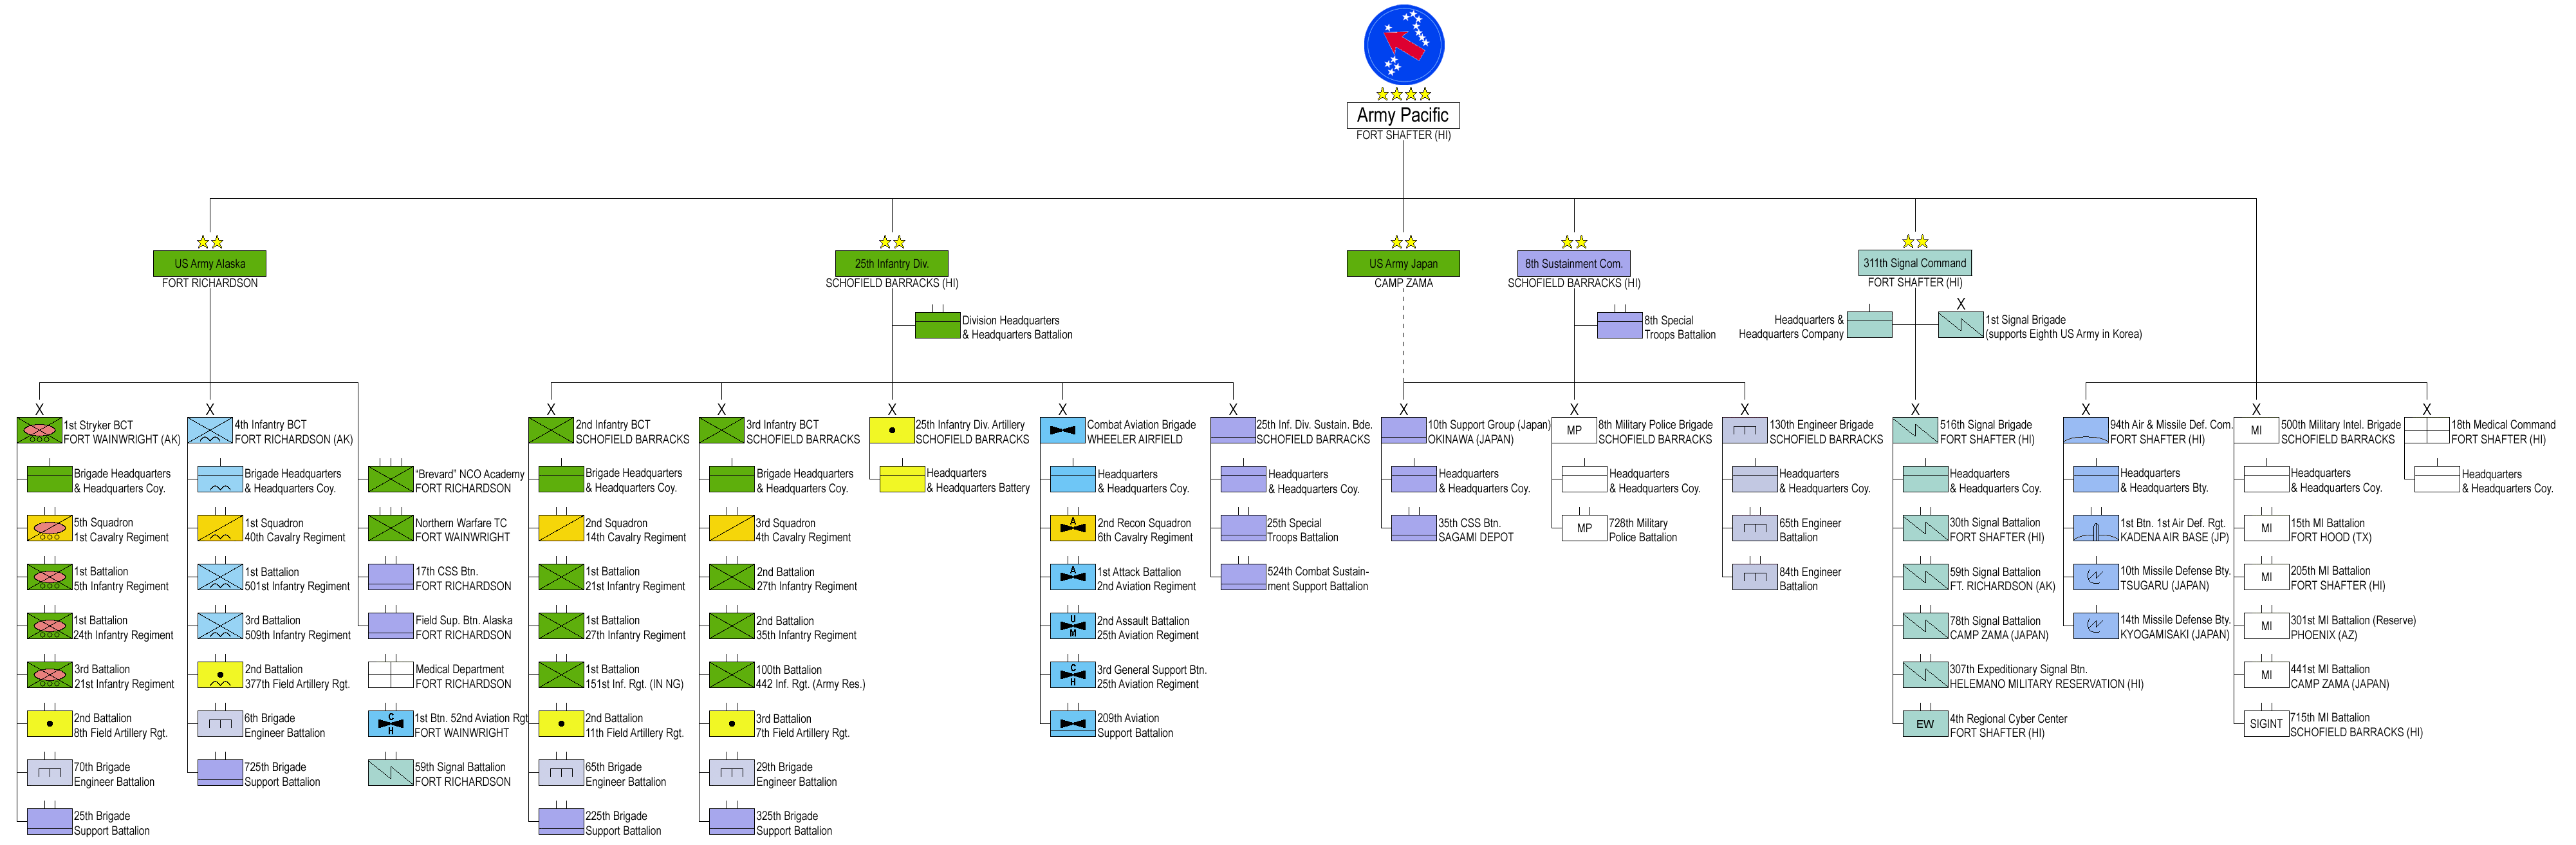 Army Pacific
FORT SHAFTER (HI)
US Army Alaska
FORT RICHARDSON
25th Infantry Div.
SCHOFIELD BARRACKS (HI)
US Army Japan
CAMP ZAMA
8th Sustainment Com.
SCHOFIELD BARRACKS (HI)
311th Signal Command
FORT SHAFTER (HI)
Division Headquarters
& Headquarters Battalion
8th Special
Troops Battalion
Headquarters &
Headquarters Company
X
1st Signal Brigade
(supports Eighth US Army in Korea)
X
1st Stryker BCT
FORT WAINWRIGHT (AK)
Brigade Headquarters
& Headquarters Coy.
5th Squadron
1st Cavalry Regiment
1st Battalion
5th Infantry Regiment
1st Battalion
24th Infantry Regiment
3rd Battalion
21st Infantry Regiment
2nd Battalion
8th Field Artillery Rgt.
70th Brigade
Engineer Battalion
25th Brigade
Support Battalion
X
4th Infantry BCT
FORT RICHARDSON (AK)
Brigade Headquarters
& Headquarters Coy.
1st Squadron
40th Cavalry Regiment
1st Battalion
501st Infantry Regiment
3rd Battalion
509th Infantry Regiment
2nd Battalion
377th Field Artillery Rgt.
6th Brigade
Engineer Battalion
725th Brigade
Support Battalion
"Brevard" NCO Academy
FORT RICHARDSON
Northern Warfare TC
FORT WAINWRIGHT
17th CSS Btn.
FORT RICHARDSON
Field Sup. Btn. Alaska
FORT RICHARDSON
Medical Department
FORT RICHARDSON
C
H
1st Btn. 52nd Aviation Rgt
FORT WAINWRIGHT
59th Signal Battalion
FORT RICHARDSON
X
2nd Infantry BCT
SCHOFIELD BARRACKS
Brigade Headquarters
& Headquarters Coy.
2nd Squadron
14th Cavalry Regiment
1st Battalion
21st Infantry Regiment
1st Battalion
27th Infantry Regiment
1st Battalion
151st Inf. Rgt. (IN NG)
2nd Battalion
11th Field Artillery Rgt.
65th Brigade
Engineer Battalion
225th Brigade
Support Battalion
X
3rd Infantry BCT
SCHOFIELD BARRACKS
Brigade Headquarters
& Headquarters Coy.
3rd Squadron
4th Cavalry Regiment
2nd Battalion
27th Infantry Regiment
2nd Battalion
35th Infantry Regiment
100th Battalion
442 Inf. Rgt. (Army Res.)
3rd Battalion
7th Field Artillery Rgt.
29th Brigade
Engineer Battalion
325th Brigade
Support Battalion
X
25th Infantry Div. Artillery
SCHOFIELD BARRACKS
Headquarters
& Headquarters Battery
X
Combat Aviation Brigade
WHEELER AIRFIELD
Headquarters
& Headquarters Coy.
A
2nd Recon Squadron
6th Cavalry Regiment
A
1st Attack Battalion
2nd Aviation Regiment
U
M
2nd Assault Battalion
25th Aviation Regiment
C
H
3rd General Support Btn.
25th Aviation Regiment
209th Aviation
Support Battalion
X
25th Inf. Div. Sustain. Bde.
SCHOFIELD BARRACKS
Headquarters
& Headquarters Coy.
25th Special
Troops Battalion
524th Combat Sustain-
ment Support Battalion
X
10th Support Group (Japan)
OKINAWA (JAPAN)
Headquarters
& Headquarters Coy.
35th CSS Btn.
SAGAMI DEPOT
X
MP
8th Military Police Brigade
SCHOFIELD BARRACKS
Headquarters
& Headquarters Coy.
MP
728th Military
Police Battalion
X
130th Engineer Brigade
SCHOFIELD BARRACKS
Headquarters
& Headquarters Coy.
65th Engineer
Battalion
84th Engineer
Battalion
X
516th Signal Brigade
FORT SHAFTER (HI)
Headquarters
& Headquarters Coy.
30th Signal Battalion
FORT SHAFTER (HI)
59th Signal Battalion
FT. RICHARDSON (AK)
78th Signal Battalion
CAMP ZAMA (JAPAN)
307th Expeditionary Signal Btn.
HELEMANO MILITARY RESERVATION (HI)
EW
4th Regional Cyber Center
FORT SHAFTER (HI)
X
94th Air & Missile Def. Com.
FORT SHAFTER (HI)
Headquarters
& Headquarters Bty.
1st Btn. 1st Air Def. Rgt.
KADENA AIR BASE (JP)
10th Missile Defense Bty.
TSUGARU (JAPAN)
14th Missile Defense Bty.
KYOGAMISAKI (JAPAN)
X
MI
500th Military Intel. Brigade
SCHOFIELD BARRACKS
Headquarters
& Headquarters Coy.
MI
15th MI Battalion
FORT HOOD (TX)
MI
205th MI Battalion
FORT SHAFTER (HI)
MI
301st MI Battalion (Reserve)
PHOENIX (AZ)
MI
441st MI Battalion
CAMP ZAMA (JAPAN)
SIGINT
715th MI Battalion
SCHOFIELD BARRACKS (HI)
X
18th Medical Command
FORT SHAFTER (HI)
Headquarters
& Headquarters Coy.